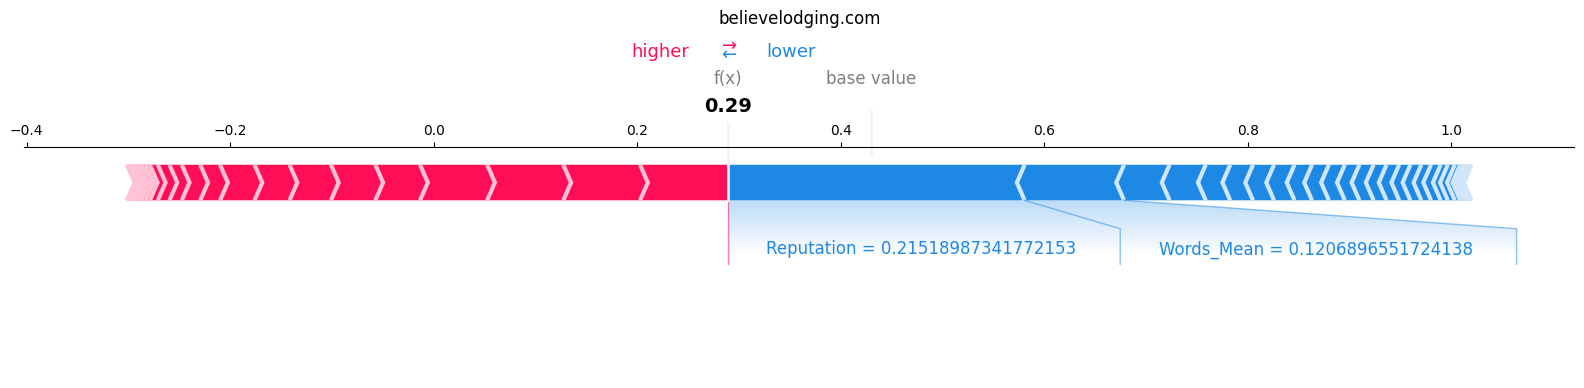 believelodging.com
higher ⇄ lower
f(x) base value
0.29
−0.4 −0.2 0.0 0.2 0.4 0.6 0.8 1.0
Reputation = 0.21518987341772153 Words_Mean = 0.1206896551724138